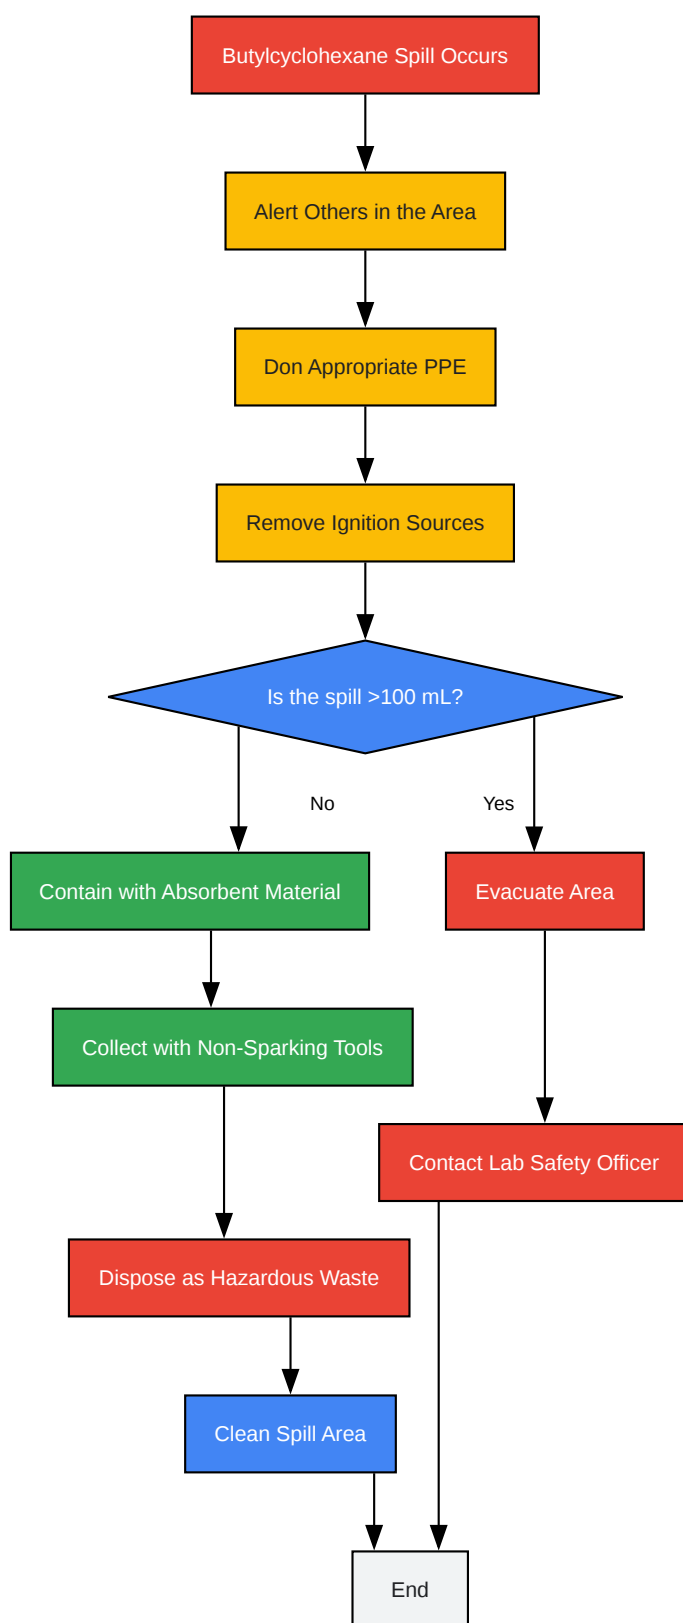 Butylcyclohexane Spill Occurs
Alert Others in the Area
Don Appropriate PPE
Remove Ignition Sources
Is the spill >100 mL?
No
Yes
Contain with Absorbent Material
Evacuate Area
Collect with Non-Sparking Tools
Contact Lab Safety Officer
Dispose as Hazardous Waste
Clean Spill Area
End